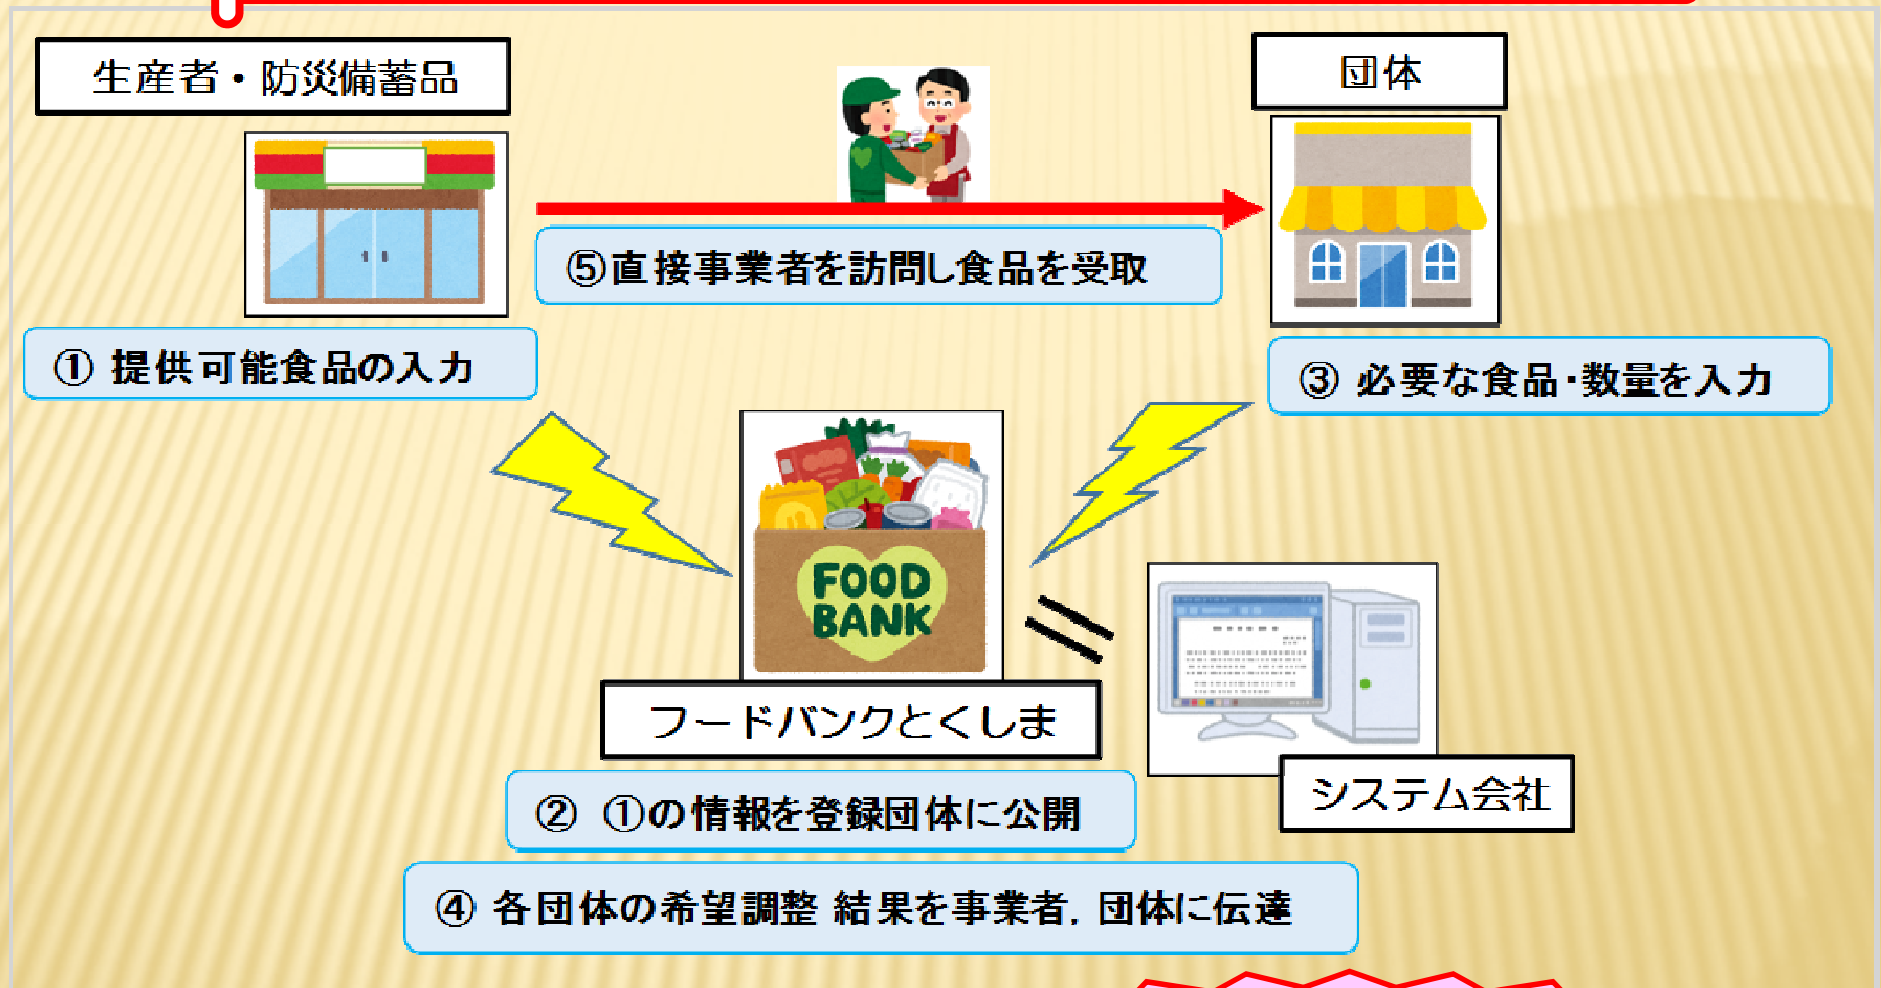 生産者・防災備蓄品
団体
⑤直接事業者を訪問し食品を受取
① 提供可能食品の入力
③ 必要な食品・数量を入力
FOOD
BANK
フードバンクとくしま
システム会社
② ①の情報を登録団体に公開
④ 各団体の希望調整 結果を事業者，団体に伝達